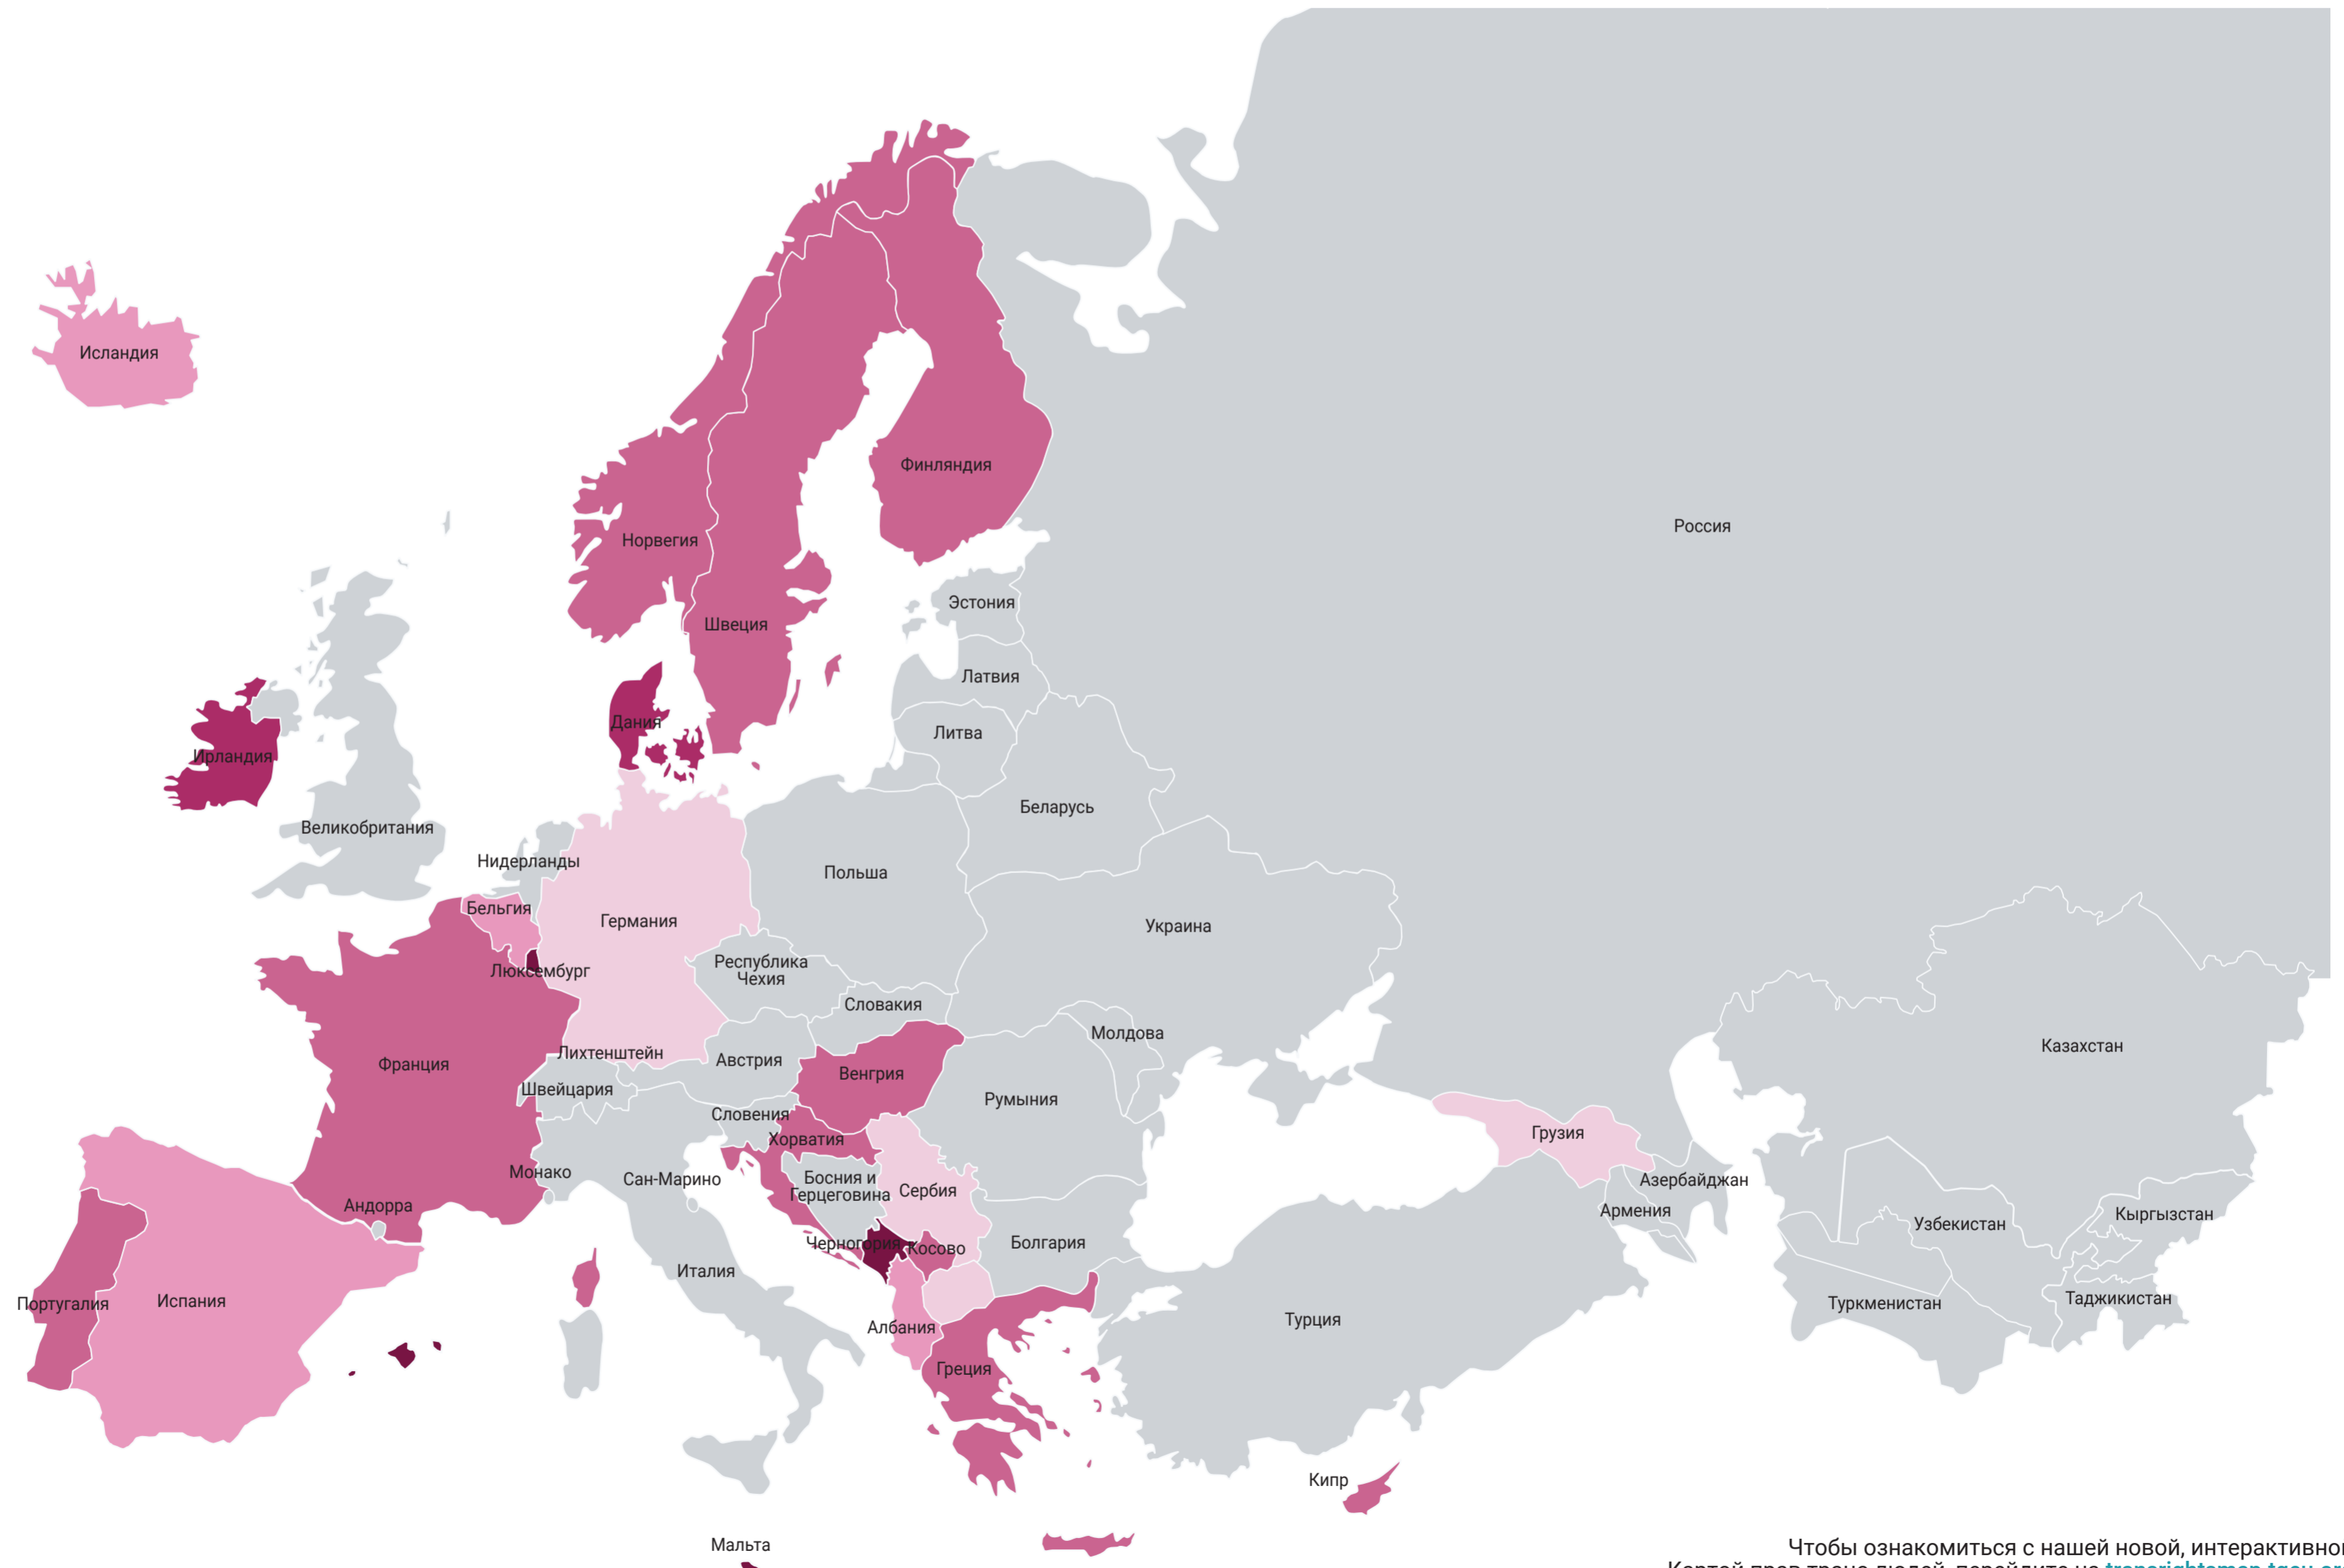 Исландия
Финляндия
Россия
Норвегия
Эстония
Швеция
Латвия
Дания
Литва
Ирландия
Беларусь
Великобритания
Нидерланды
Польша
Бельгия
Германия
Украина
Республика
Чехия
Люксембург
Словакия
Молдова
Казахстан
Лихтенштейн
Австрия
Франция
Венгрия
Швейцария
Румыния
Словения
Грузия
Хорватия
Монако
Сан-Марино
Босния и
Герцеговина
Сербия
Азербайджан
Андорра
Армения
Кыргызстан
Узбекистан
Черногория
Косово
Болгария
Италия
Португалия
Испания
Туркменистан
Таджикистан
Турция
Албания
Греция
Кипр
Мальта
Чтобы ознакомиться с нашей новой, интерактивно